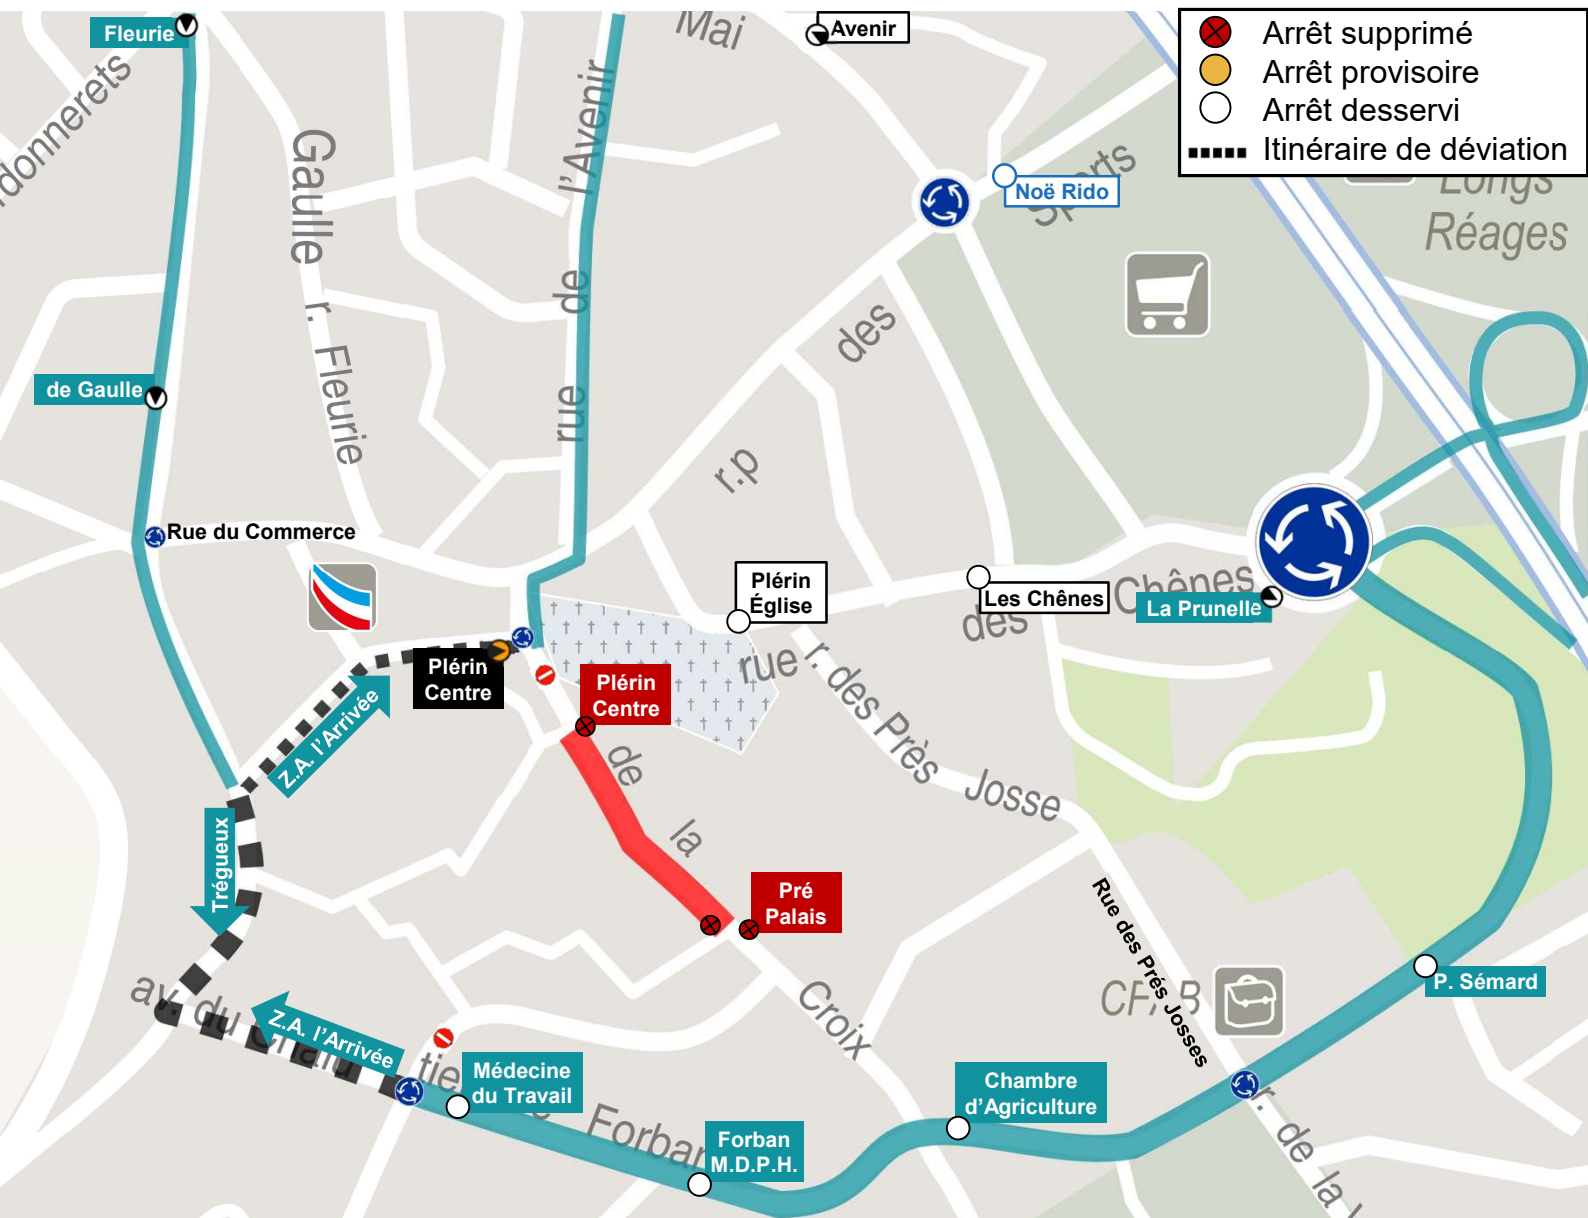 Fleurie
Mai
Avenir
Arrêt supprimé
Arrêt provisoire
Arrêt desservi
Itinéraire de déviation
donnerets
Gaulle
r. Fleurie
rue de l'Avenir
Noë Rido
Sports
Longs
Réages
des
r.p
de Gaulle
Rue du Commerce
Plérin
Église
Les Chênes
des Chênes
La Prunelle
rue
r. des Près Josse
Plérin
Centre
Plérin
Centre
Z.A. l'Arrivée
de
la
Croix
Trégueux
Pré
Palais
Rue des Prés Josses
P. Sémard
av. du
Z.A. l'Arrivée
Médecine
du Travail
Forban
Forban
M.D.P.H.
Chambre
d'Agriculture
r. de la